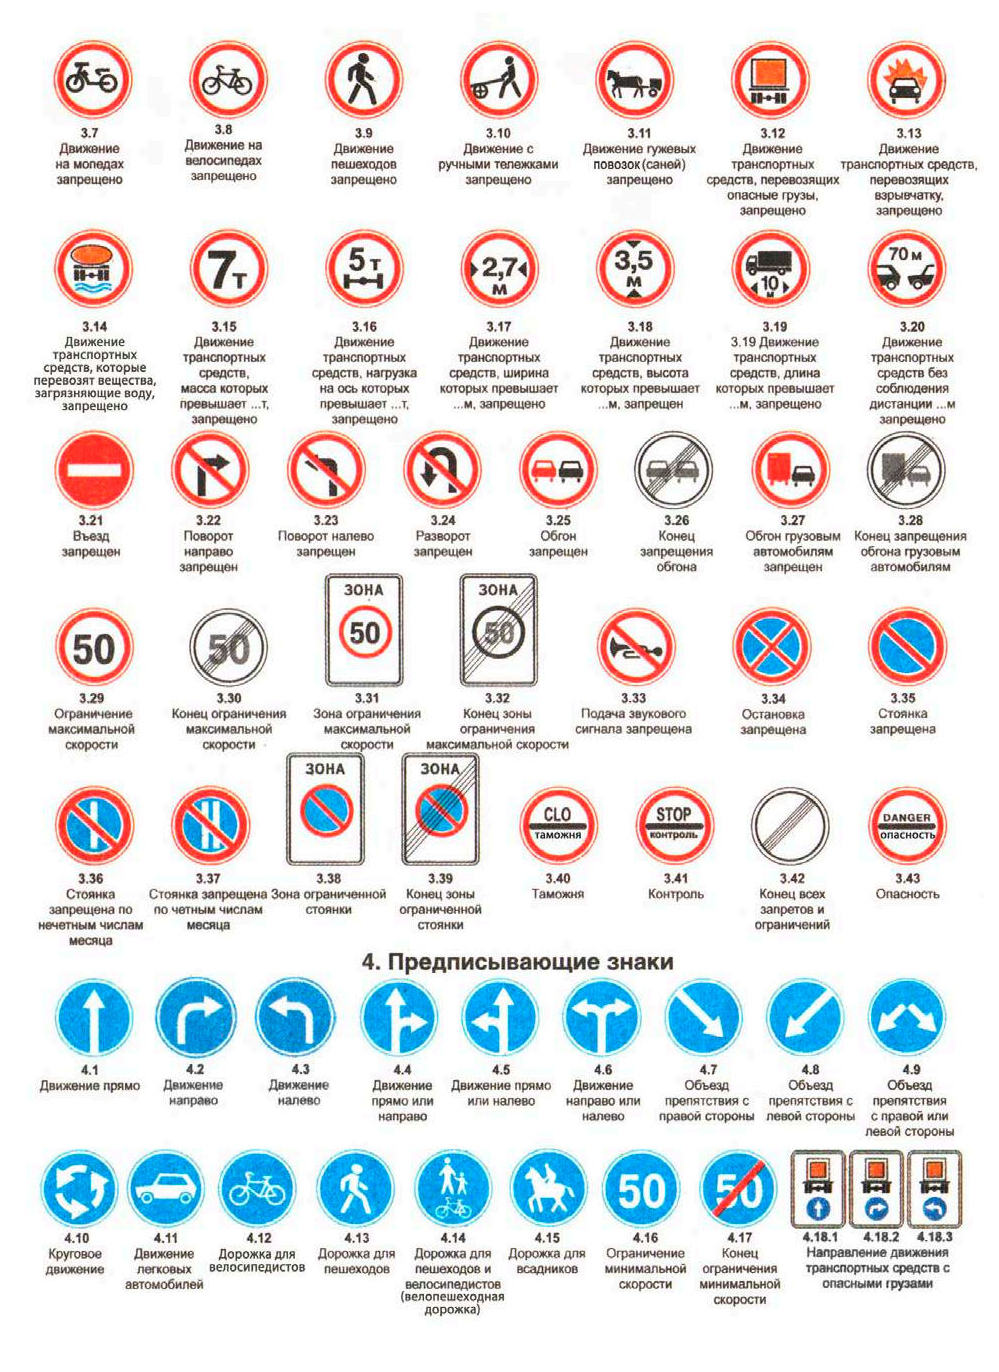 3.7
Движение
на мопедах
запрещено
3.8
Движение на
велосипедах
запрещено
3.9
Движение
пешеходов
запрещено
3.10
Движение с
ручными тележками
запрещено
3.11
Движение гужевых
повозок (саней)
запрещено
3.12
Движение
транспортных
средств, перевозящих
опасные грузы,
запрещено
3.13
Движение
транспортных средств,
перевозящих
взрывчатку,
запрещено
7т
5 т
2,7
м
3,5
м
10
м
70 м
3.14
Движение
транспортных
средств, которые
перевозят вещества,
загрязняющие воду,
запрещено
3.15
Движение
транспортных
средств,
масса которых
превышает ...т,
запрещено
3.16
Движение
транспортных
средств, нагрузка
на ось которых
превышает ...т,
запрещено
3.17
Движение
транспортных
средств, ширина
которых превышает
...м, запрещено
3.18
Движение
транспортных
средств, высота
которых превышает
...м, запрещен
3.19
3.19 Движение
транспортных
средств, длина
которых превышает
...м, запрещено
3.20
Движение
транспортных
средств без
соблюдения
дистанции ...м
запрещено
3.21
Въезд
запрещен
3.22
Поворот
направо
запрещен
3.23
Поворот налево
запрещен
3.24
Разворот
запрещен
3.25
Обгон
запрещен
3.26
Конец
запрещения
обгона
3.27
Обгон грузовым
автомобилям
запрещен
3.28
Конец запрещения
обгона грузовым
автомобилям
50
50
ЗОНА
50
ЗОНА
50
3.29
Ограничение
максимальной
скорости
3.30
Конец ограничения
максимальной
скорости
3.31
Зона ограничения
максимальной
скорости
3.32
Конец зоны
ограничения
максимальной скорости
3.33
Подача звукового
сигнала запрещена
3.34
Остановка
запрещена
3.35
Стоянка
запрещена
ЗОНА
ЗОНА
CLO
таможня
STOP
контроль
DANGER
опасность
3.36
Стоянка
запрещена по
нечетным числам
месяца
3.37
Стоянка запрещена
по четным числам
месяца
3.38
Зона ограниченной
стоянки
3.39
Конец зоны
ограниченной
стоянки
3.40
Таможня
3.41
Контроль
3.42
Конец всех
запретов и
ограничений
3.43
Опасность
4. Предписывающие знаки
4.1
Движение прямо
4.2
Движение
направо
4.3
Движение
налево
4.4
Движение
прямо или
направо
4.5
Движение прямо
или налево
4.6
Движение
направо или
налево
4.7
Объезд
препятствия с
правой стороны
4.8
Объезд
препятствия с
левой стороны
4.9
Объезд
препятствия
с правой или
левой стороны
50
50
4.10
Круговое
движение
4.11
Движение
легковых
автомобилей
4.12
Дорожка для
велосипедистов
4.13
Дорожка для
пешеходов
4.14
Дорожка для
пешеходов и
велосипедистов
(велопешеходная
дорожка)
4.15
Дорожка для
всадников
4.16
Ограничение
минимальной
скорости
4.17
Конец
ограничения
минимальной
скорости
4.18.1 4.18.2 4.18.3
Направление движения
транспортных средств с
опасными грузами